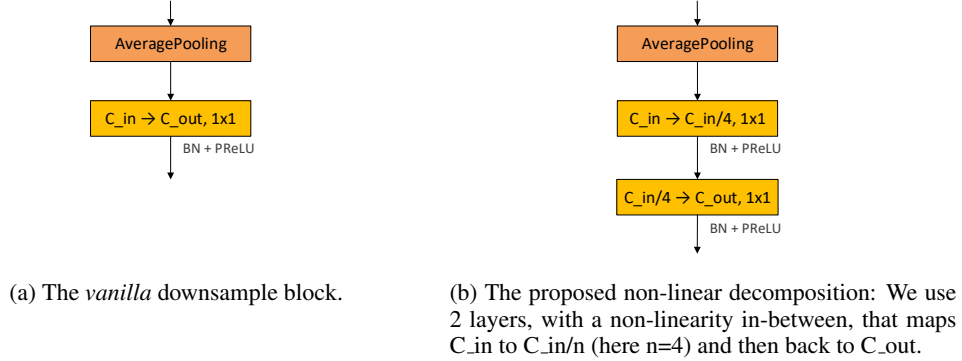 AveragePooling
C_in → C_out, 1x1
BN + PReLU
(a) The vanilla downsample block.
AveragePooling
C_in → C_in/4, 1x1
BN + PReLU
C_in/4 → C_out, 1x1
BN + PReLU
(b) The proposed non-linear decomposition: We use
2 layers, with a non-linearity in-between, that maps
C_in to C_in/n (here n=4) and then back to C_out.